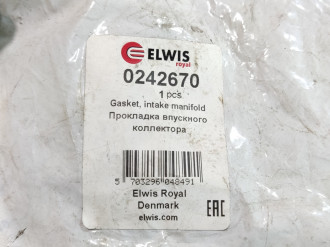 ELWIS
royal
0242670
1 pcs
Gasket, intake manifold
Прокладка впускного
коллектора
5 703296 048491
Elwis Royal
Denmark
elwis.com
EAC